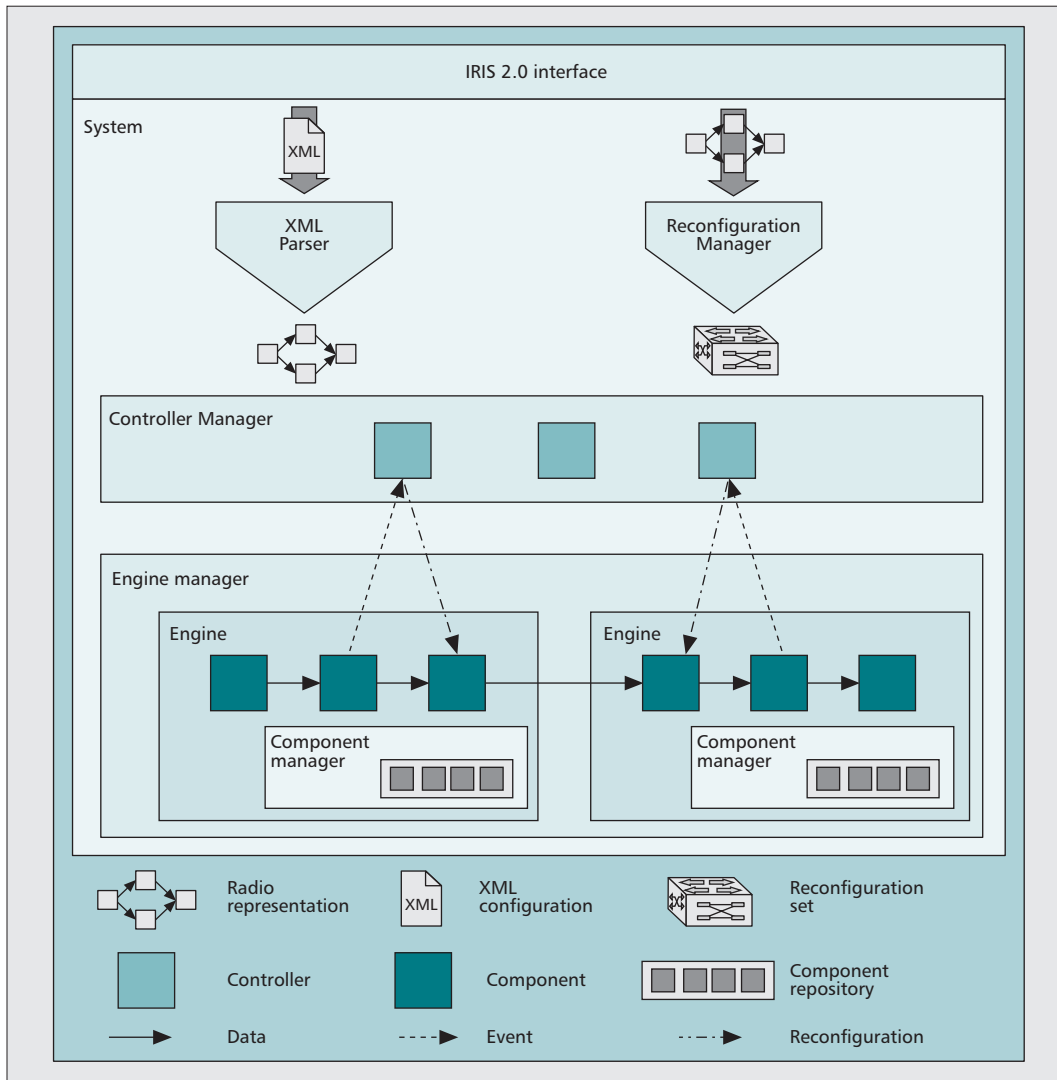 IRIS 2.0 interface
System
XML
XML
Parser
Reconfiguration
Manager
Controller Manager
Engine manager
Engine
Engine
Component
manager
Component
manager
Radio
representation
XML
XML
configuration
Reconfiguration
set
Controller
Component
Component
repository
Data
Event
Reconfiguration